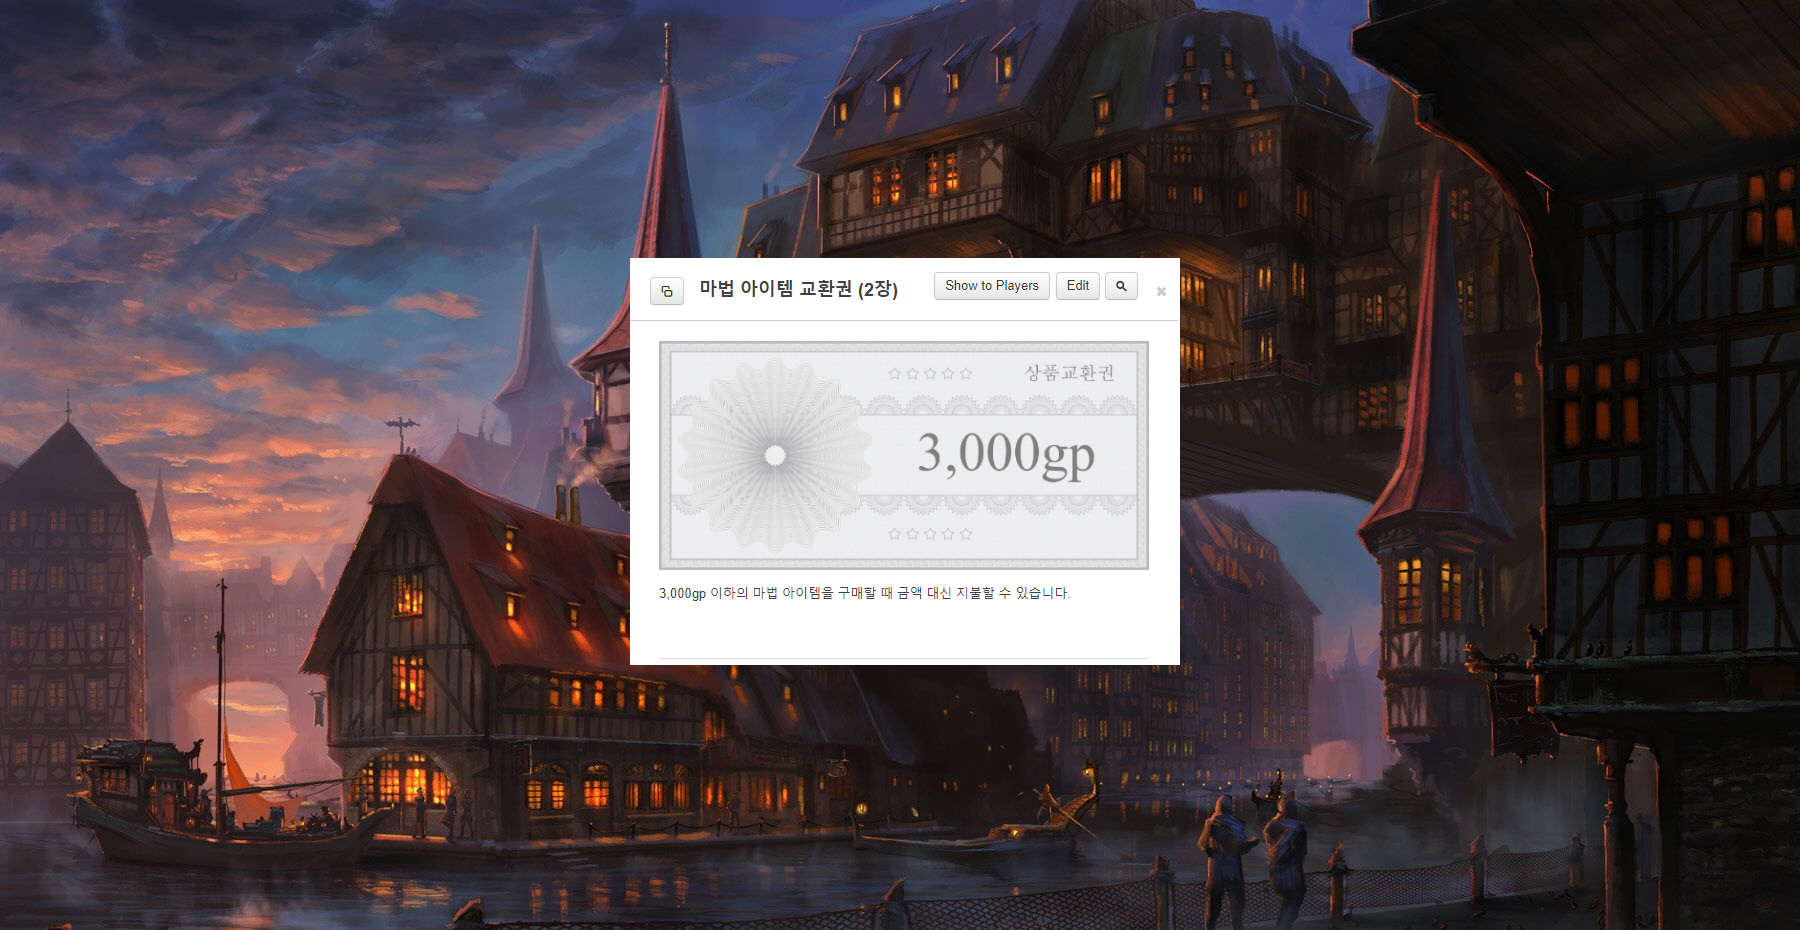 마법 아이템 교환권 (2장)
Show to Players
Edit
상품교환권
3,000gp
3,000gp 이하의 마법 아이템을 구매할 때 금액 대신 지불할 수 있습니다.